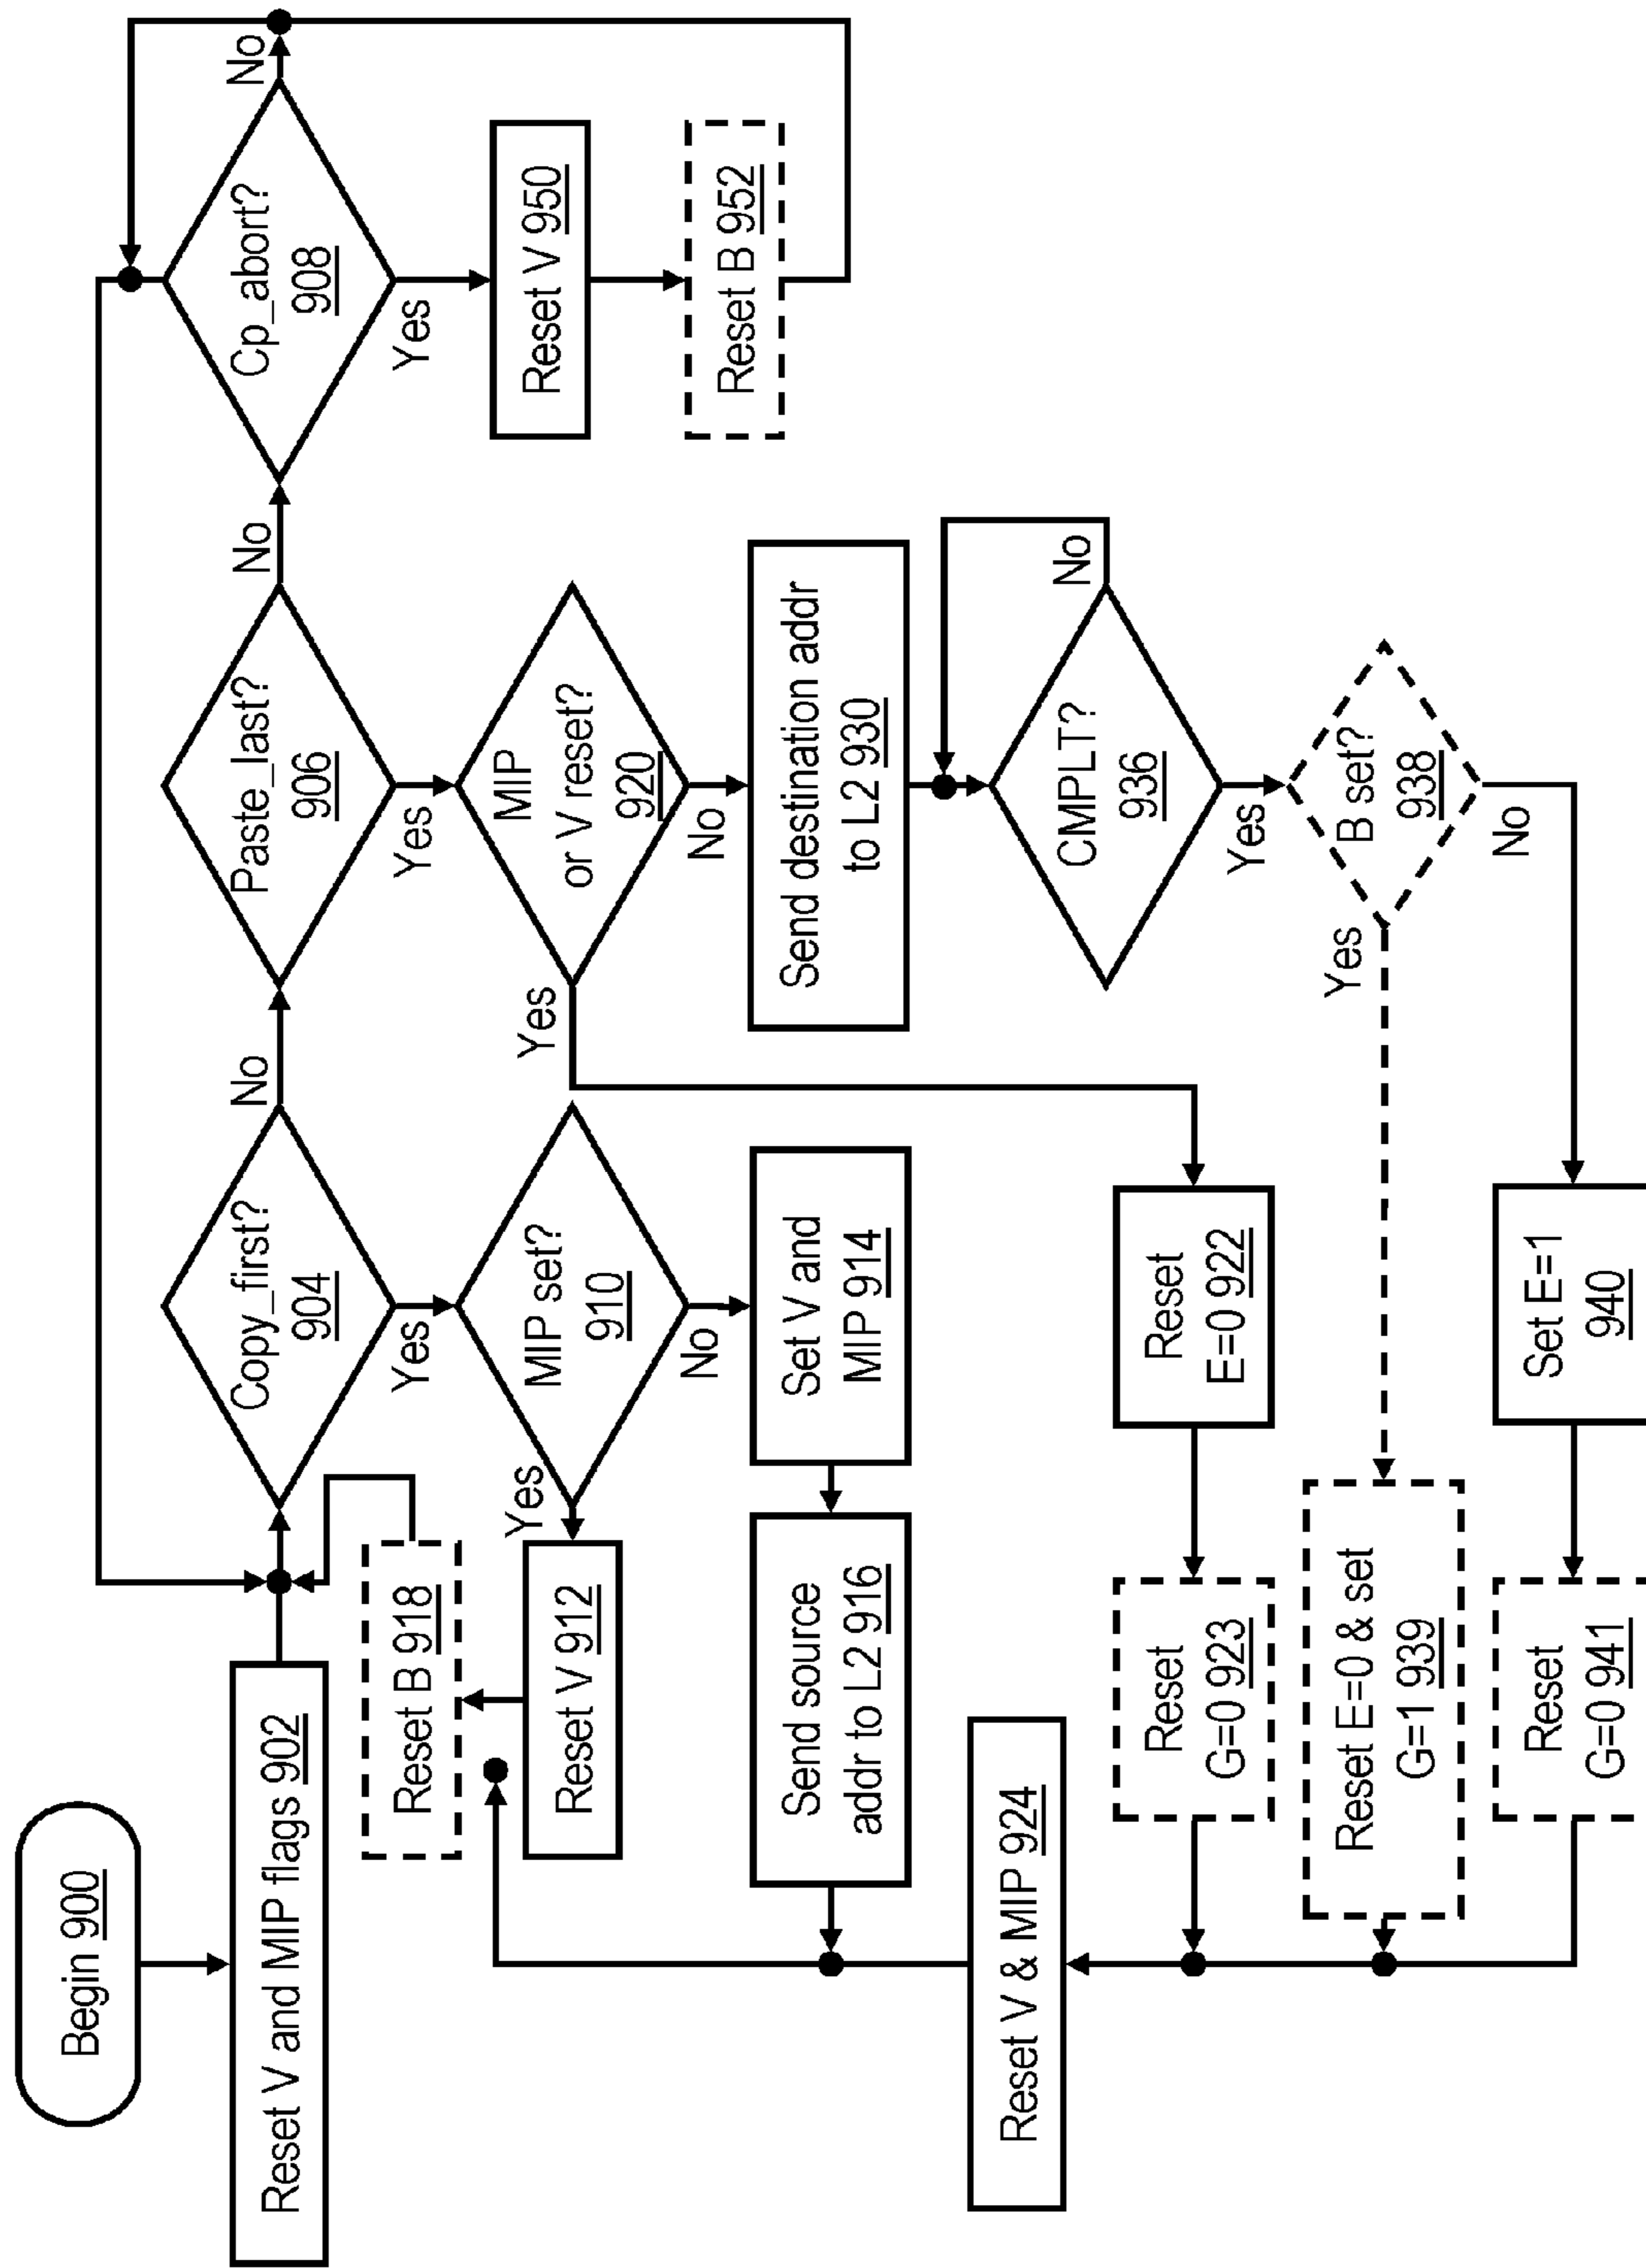 Begin 900
Reset V and MIP flags 902
Copy_first?
904
No
Yes
Paste_last?
906
No
Yes
Cp_abort?
908
No
Yes
Reset V 950
Reset B 952
MIP set?
910
Yes
No
Reset V 912
Reset B 918
Set V and
MIP 914
Send source
addr to L2 916
MIP
or V reset?
920
Yes
No
Send destination addr
to L2 930
CMPLT?
936
No
Yes
B set?
938
Yes
No
Reset
E=0 922
Reset
G=0 923
Reset E=0 & set
G=1 939
Set E=1
940
Reset
G=0 941
Reset V & MIP 924